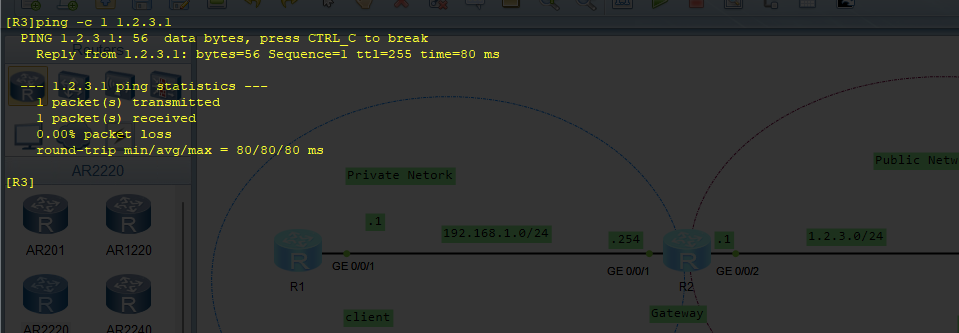 [R3]ping -c 1 1.2.3.1
PING 1.2.3.1: 56  data bytes, press CTRL_C to break
Reply from 1.2.3.1: bytes=56 Sequence=1 ttl=255 time=80 ms
--- 1.2.3.1 ping statistics ---
1 packet(s) transmitted
1 packet(s) received
0.00% packet loss
round-trip min/avg/max = 80/80/80 ms
[R3]
Routers
AR2220
AR201
AR1220
AR2220
AR2240
Private Netork
Public Netw
.1
192.168.1.0/24
.254
.1
1.2.3.0/24
GE 0/0/1
GE 0/0/1
GE 0/0/2
R
R1
R
R2
client
Gateway
R
R
R
R
R